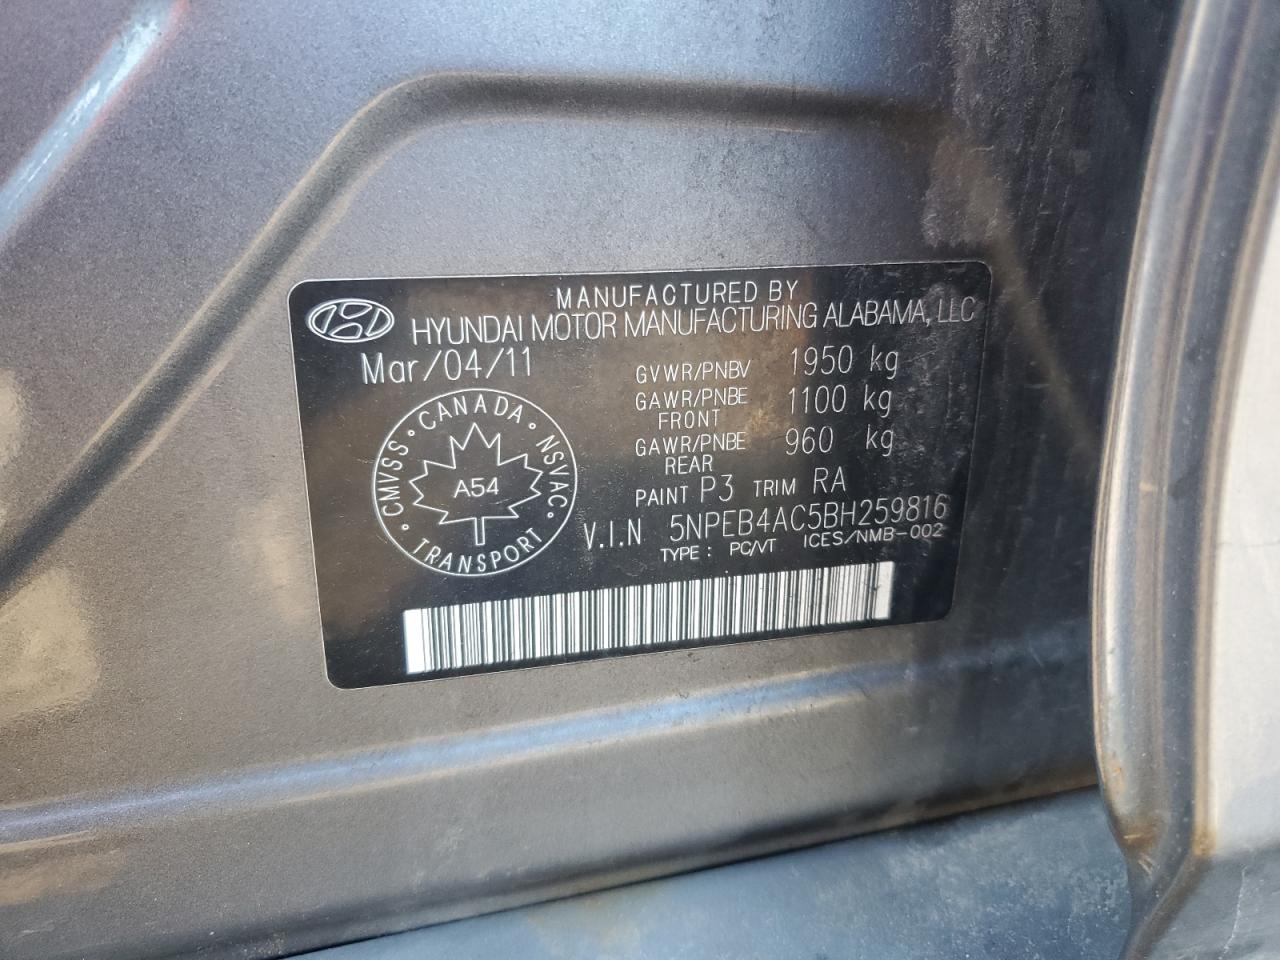 MANUFACTURED BY
HYUNDAI MOTOR MANUFACTURING ALABAMA, LLC
Mar/04/11
GVWR/PNBV 1950 kg
GAWR/PNBE 1100 kg
FRONT
GAWR/PNBE 960 kg
REAR
PAINT P3 TRIM RA
V.I.N 5NPEB4AC5BH259816
TYPE : PC/VT ICES/NMB-002
CMVSS · CANADA · NSVAC · TRANSPORT ·
A54